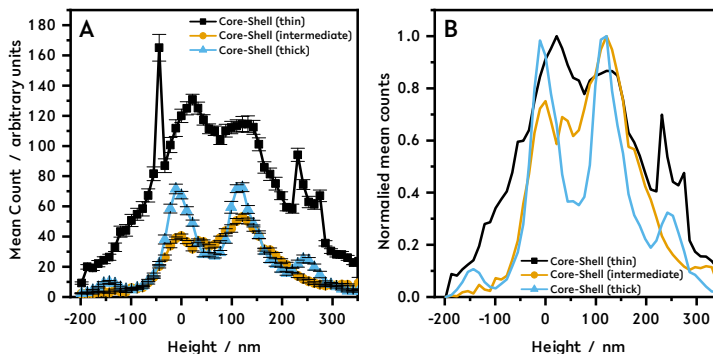 A
Core-Shell (thin)
Core-Shell (intermediate)
Core-Shell (thick)
Mean Count / arbitrary units
180
160
140
120
100
80
60
40
20
0
-200 -100 0 100 200 300
Height / nm
B
Normalied mean counts
1.0
0.8
0.6
0.4
0.2
0.0
Core-Shell (thin)
Core-Shell (intermediate)
Core-Shell (thick)
-200 -100 0 100 200 300
Height / nm